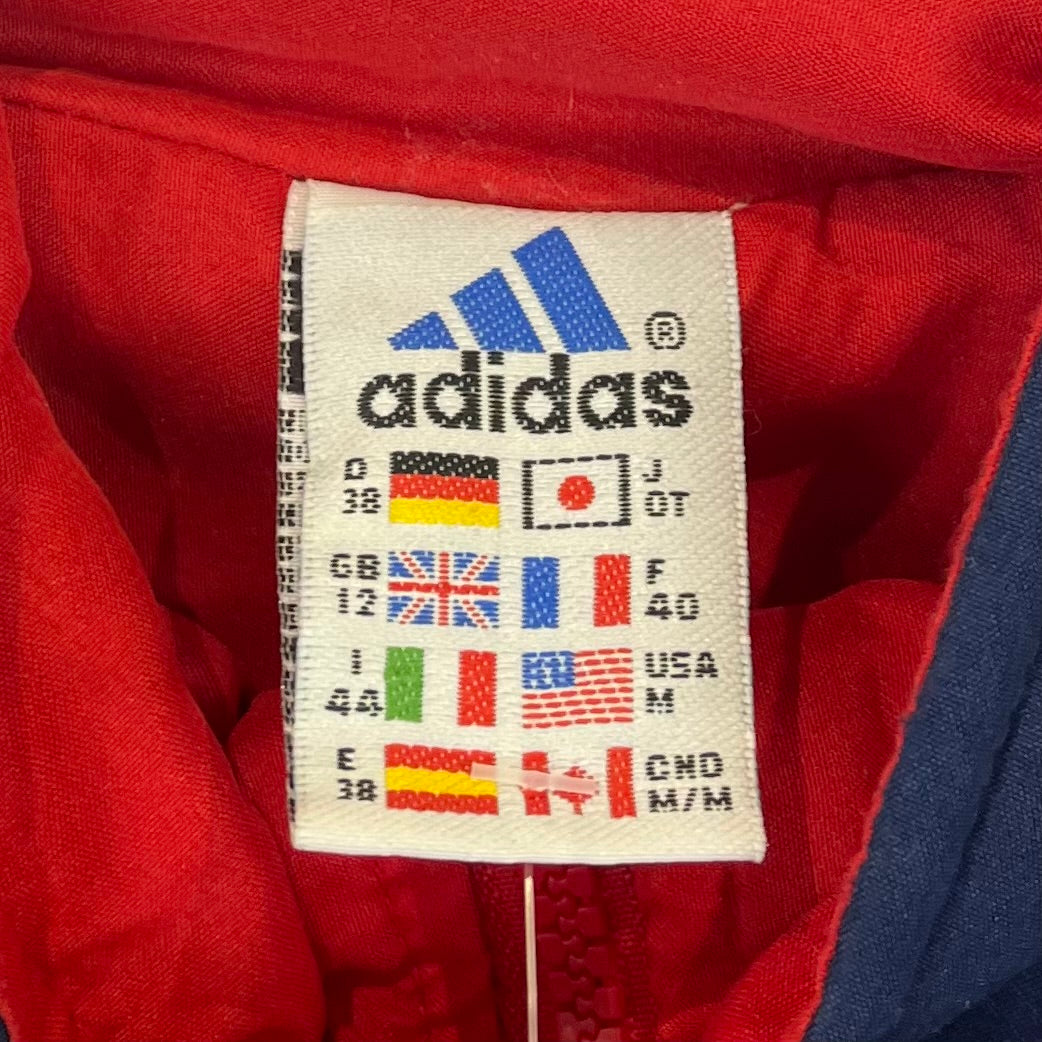 ®
adidas
D
38
J
OT
GB
12
F
40
I
44
USA
M
E
38
CND
M/M